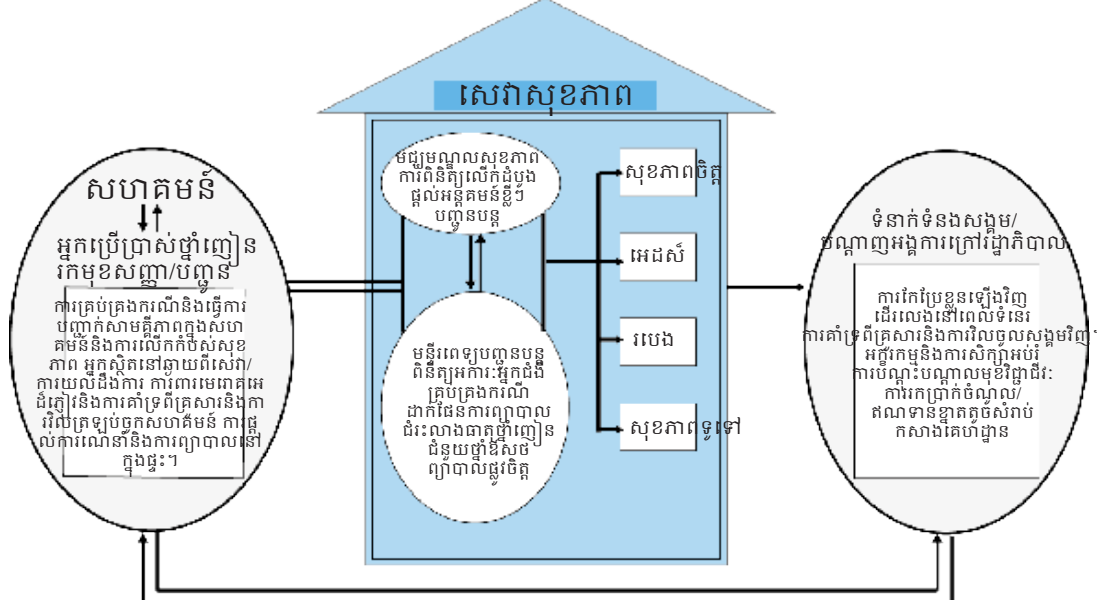 សេវាសុខភាព
សហគមន៍
អ្នកប្រើប្រាស់ថ្នាំញៀន
រកមុខសញ្ញា/បញ្ជូន
ការគ្រប់គ្រងករណីនិងធ្វើការ
បញ្ជាក់សាមគ្គីភាពក្នុងសហ
គមន៍និងការលើកកំពស់សុខ
ភាព អ្នកស្ថិតនៅឆ្ងាយពីសេវា/
ការយល់ដឹងការ ការពារមេរោគអេ
ដ៍ភ្ញៀវនិងការគាំទ្រពីគ្រួសារនិងកា
រវិលត្រឡប់ចូកសហគមន៍ ការផ្ត
ល់ការណែនាំនិងការព្យាបាលនៅ
ក្នុងផ្ទះ។
មជ្ឈមណ្ឌលសុខភាព
ការពិនិត្យលើកដំបូង
ផ្តល់អន្តគមន៍ខ្លីៗ
បញ្ជូនបន្ត
មន្ទីរពេទ្យបញ្ជូនបន្ត
ពិនិត្យអការៈអ្នកជំងឺ
គ្រប់គ្រងករណី
ដាក់ផែនការព្យាបាល
ជំរះលាងធាតុថ្នាំញៀន
ជំនួយថ្នាំឱសថ
ព្យាបាលផ្លូវចិត្ត
សុខភាពចិត្ត
អេដស៍
របេង
សុខភាពទូទៅ
ទំនាក់ទំនងសង្គម/
បណ្តាញអង្គការក្រៅរដ្ឋាភិបាល
ការកែប្រែខ្លួនឡើងវិញ
ដើរលេងនៅពេលទំនេរ
ការគាំទ្រពីគ្រួសារនិងការវិលចូលសង្គមវិញ
អក្ខរកម្មនិងការសិក្សាអប់រំ
ការបណ្តុះបណ្តាលមុខវិជ្ជាជីវៈ
ការរកប្រាក់ចំណូល/
ឥណទានខ្នាតតូចសំរាប់
កសាងគេហដ្ឋាន